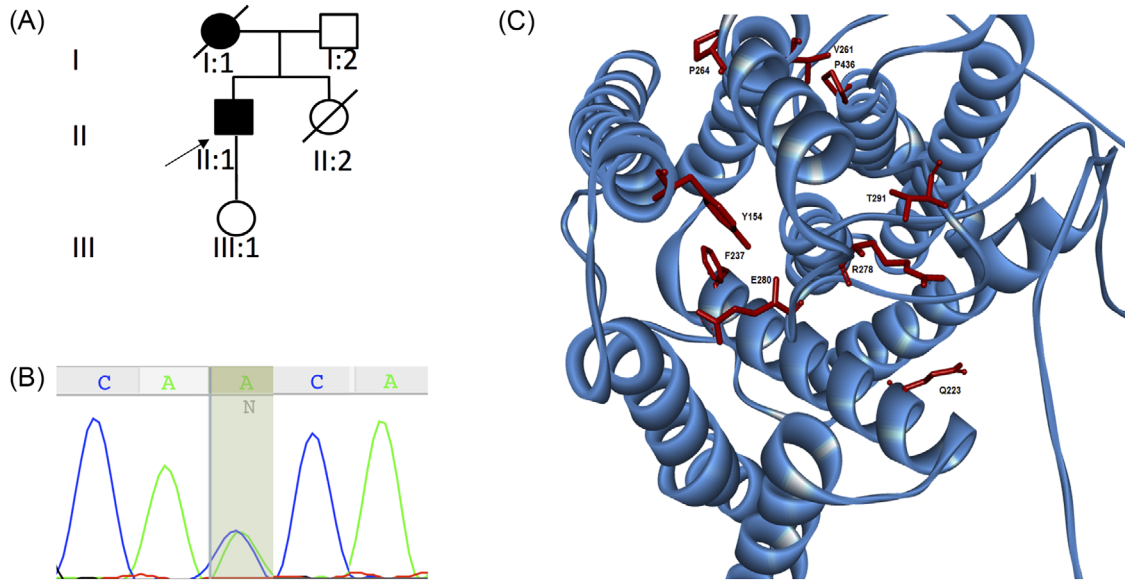 (A)
I
I:1
I:2
II
II:1
II:2
III
III:1
(B)
C A A C A
N
(C)
P264
V261
P436
Y154
T291
F237
E280
R278
Q223